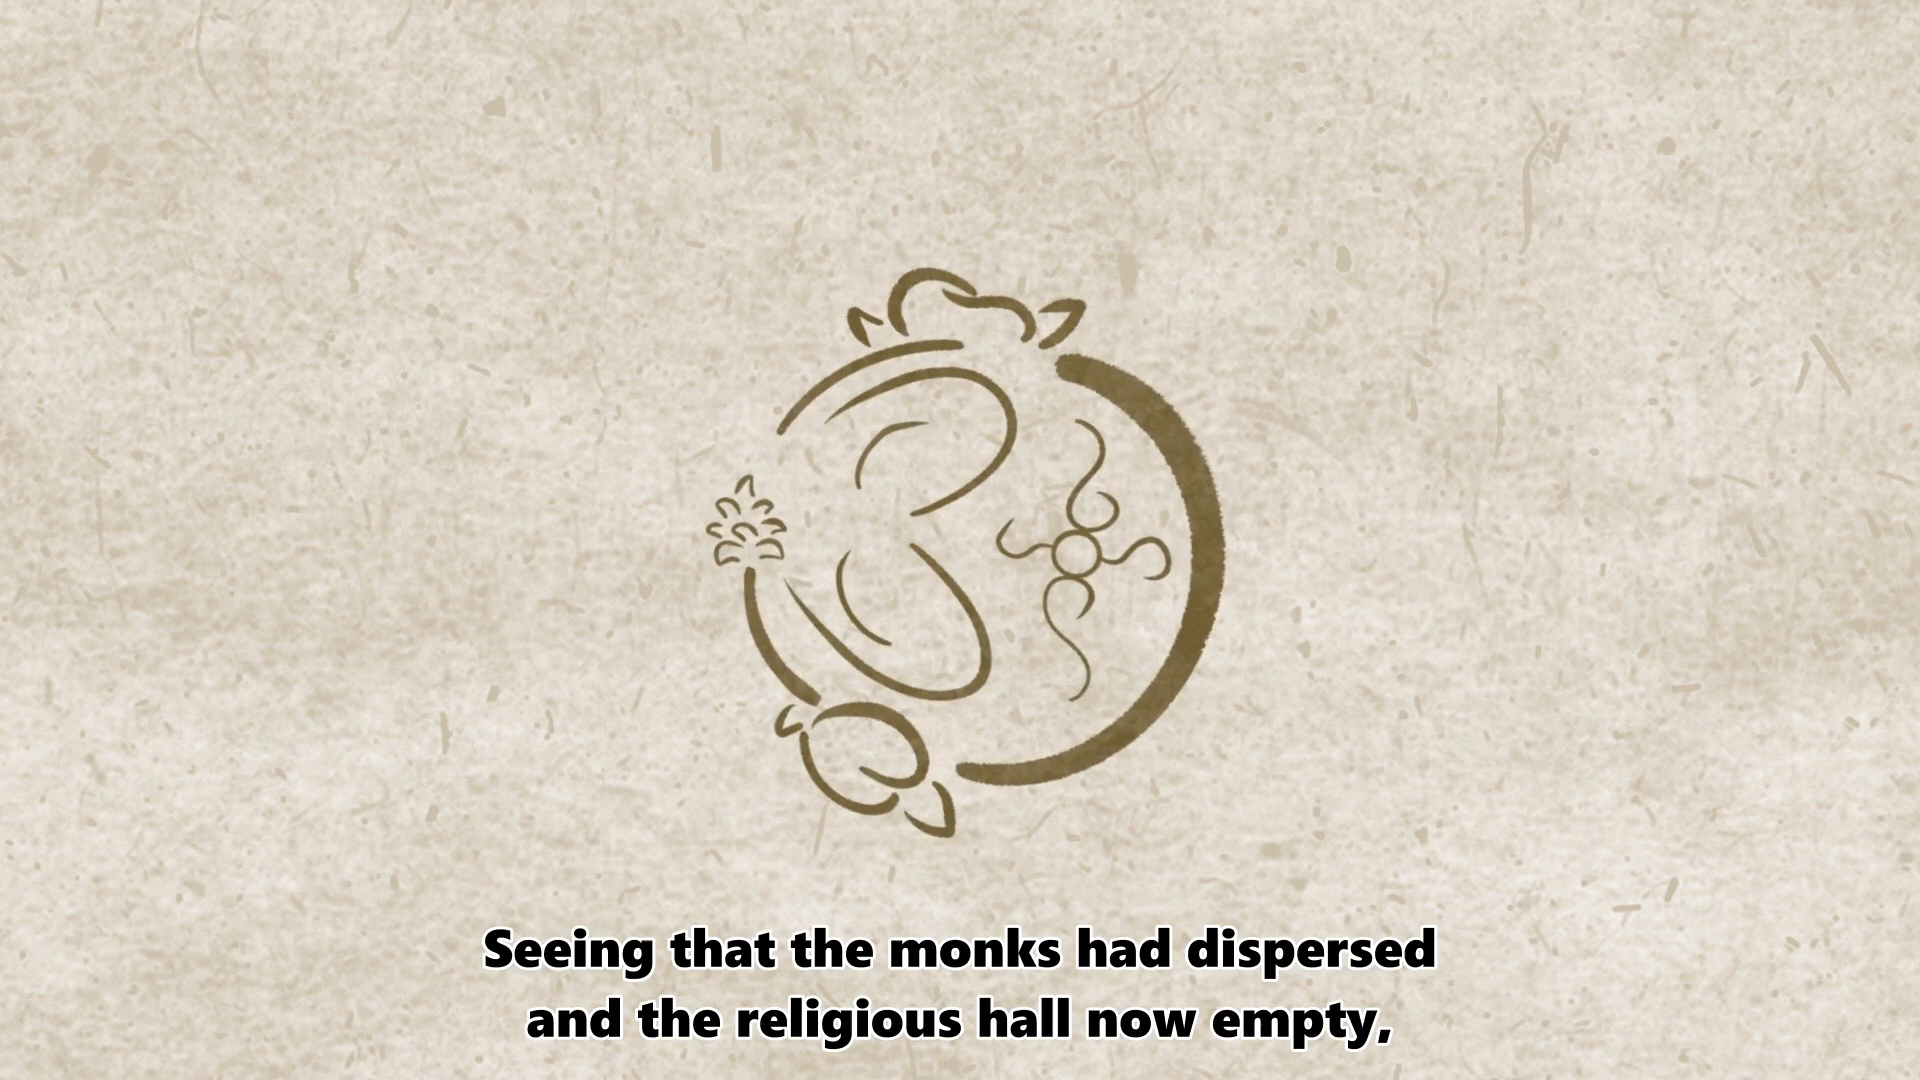 Seeing that the monks had dispersed
and the religious hall now empty,